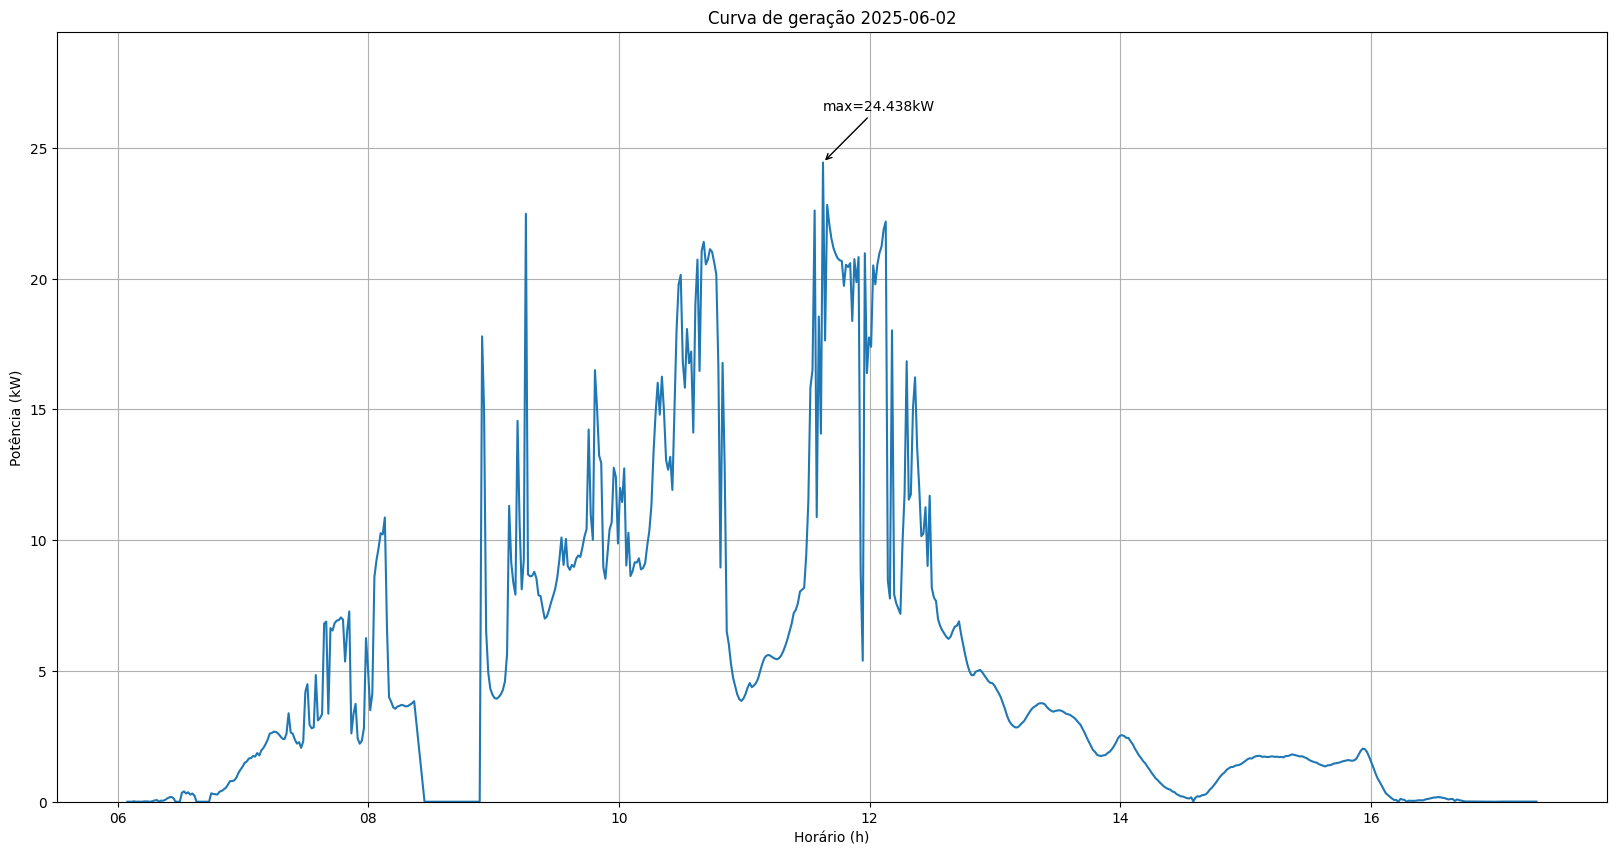 Curva de geração 2025-06-02
max=24.438kW
25
20
15
10
5
0
Potência (kW)
06 08 10 12 14 16
Horário (h)